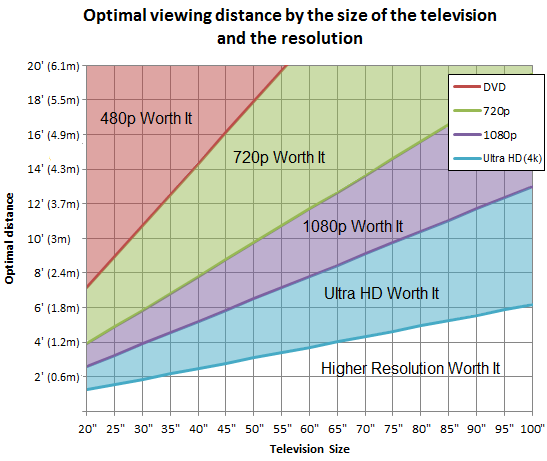 Optimal viewing distance by the size of the television
and the resolution
20' (6.1m)
18' (5.5m)
16' (4.9m)
14' (4.3m)
12' (3.7m)
10' (3m)
8' (2.4m)
6' (1.8m)
4' (1.2m)
2' (0.6m)
Optimal distance
480p Worth It
720p Worth It
1080p Worth It
Ultra HD Worth It
Higher Resolution Worth It
DVD
720p
1080p
Ultra HD (4k)
20" 25" 30" 35" 40" 45" 50" 55" 60" 65" 70" 75" 80" 85" 90" 95" 100"
Television Size